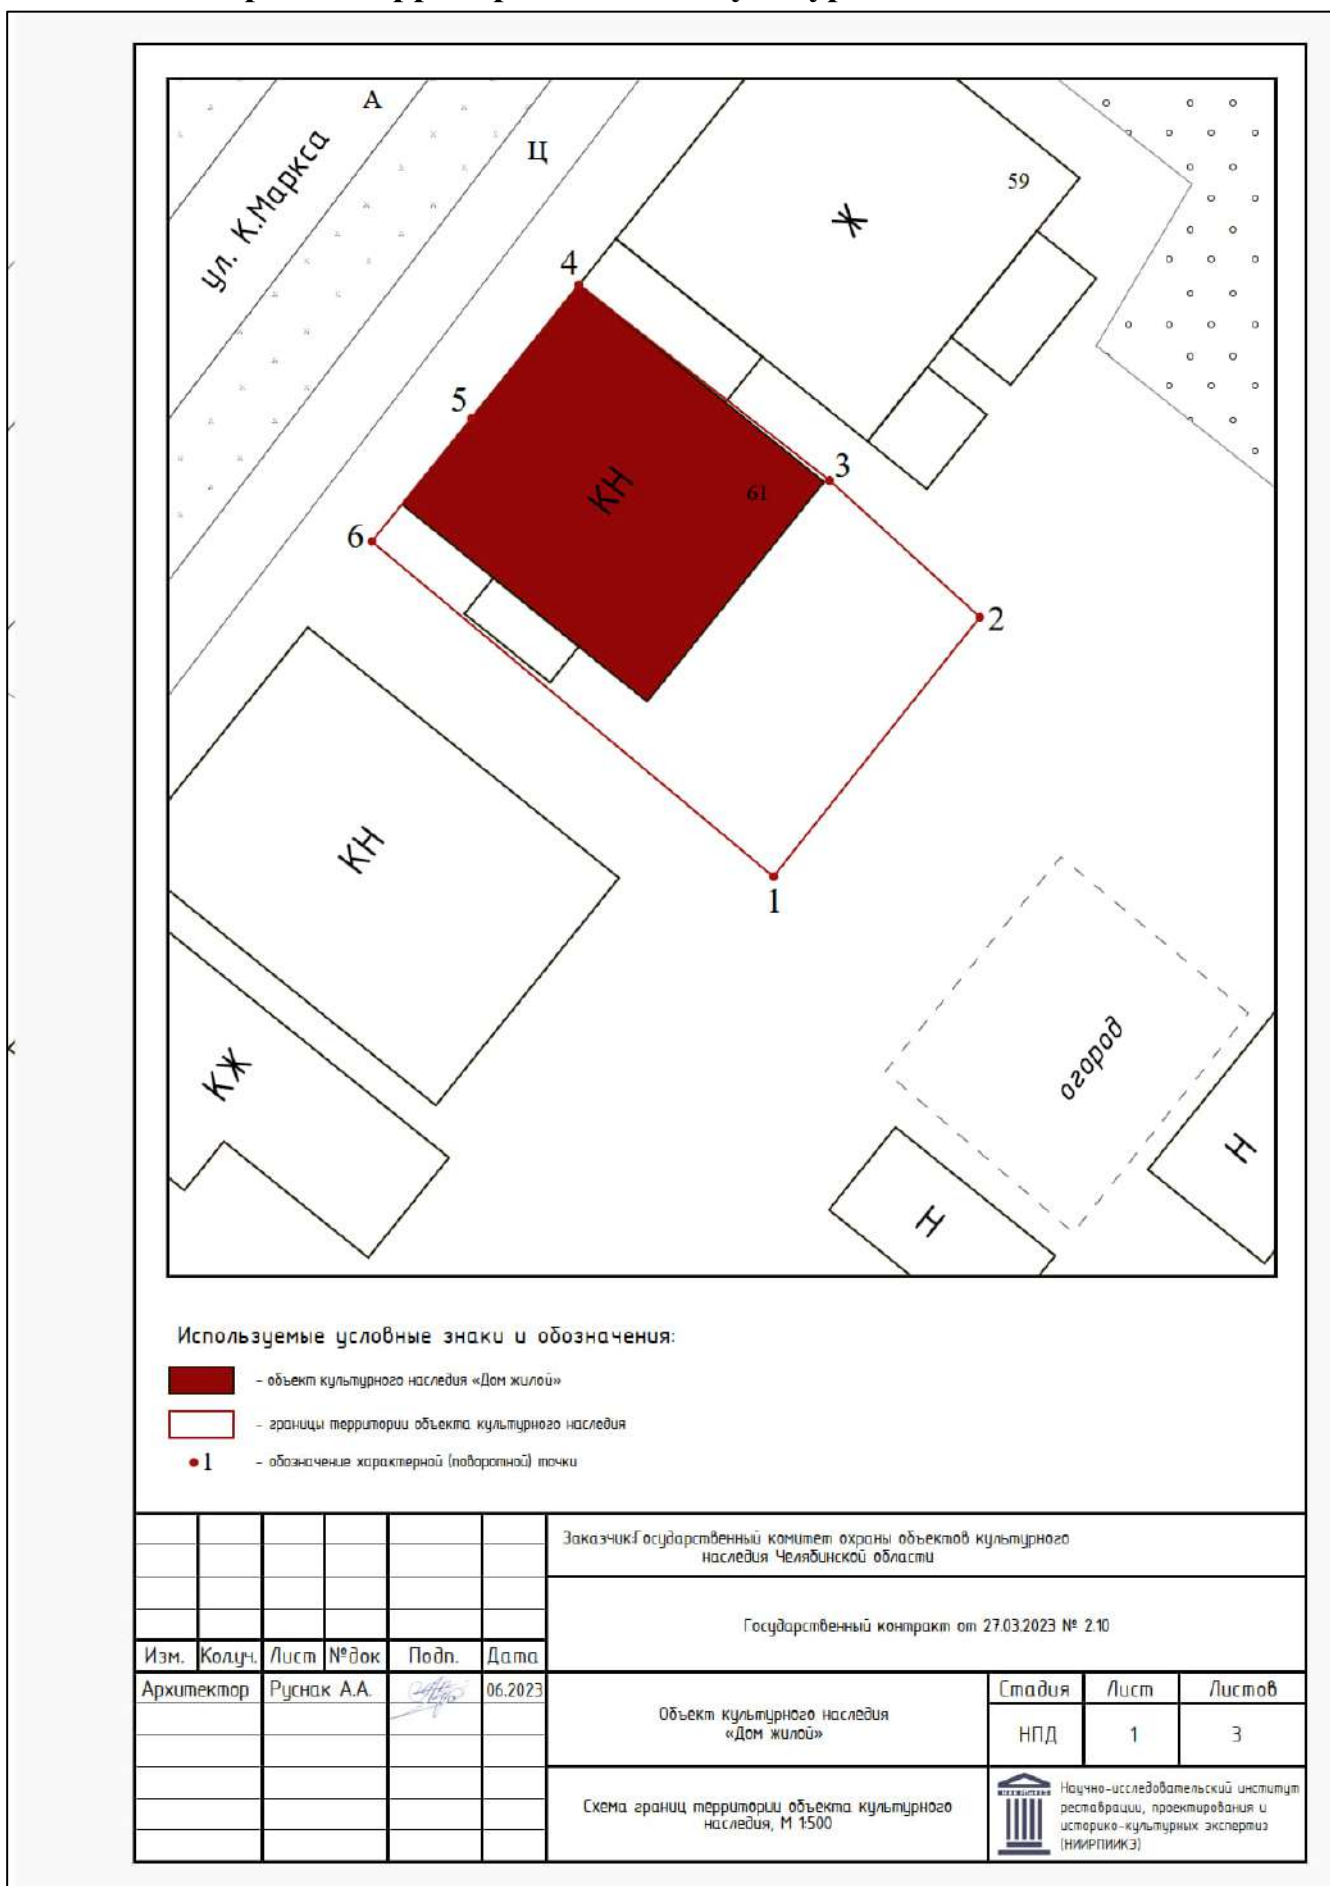 А
Ц
ул. К.Маркса
59
Ж
4
5
3
КН
61
6
2
КН
1
КЖ
огород
Н
Н
Используемые условные знаки и обозначения:
- объект культурного наследия «Дом жилой»
- границы территории объекта культурного наследия
1 - обозначение характерной (поворотной) точки
Заказчик:Государственный комитет охраны объектов культурного
наследия Челябинской области
Государственный контракт от 27.03.2023 № 2.10
Изм. Кол.уч. Лист №док Подп. Дата
Архитектор Руснак А.А. 06.2023
Объект культурного наследия
«Дом жилой»
Стадия Лист Листов
НПД 1 3
Схема границ территории объекта культурного
наследия, М 1:500
Научно-исследовательский институт
реставрации, проектирования и
историко-культурных экспертиз
(НИИРПИИКЭ)